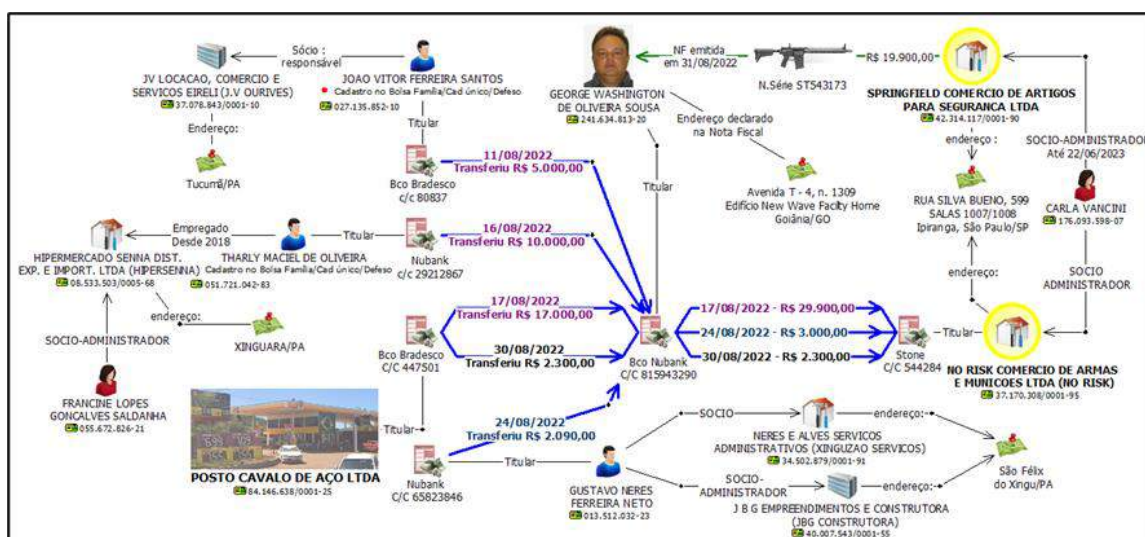 Sócio :
responsável
JV LOCACAO, COMERCIO E
SERVICOS EIRELI (J.V OURIVES)
37.078.843/0001-10
Endereço:
Tucumã/PA
JOAO VITOR FERREIRA SANTOS
Cadastro no Bolsa Família/Cad único/Defeso
027.135.852-10
Titular
Bco Bradesco
c/c 80837
11/08/2022
Transferiu R$ 5.000,00
GEORGE WASHINGTON
DE OLIVEIRA SOUSA
241.634.813-20
NF emitida
em 31/08/2022
N.Série ST543173
R$ 19.900,00
SPRINGFIELD COMERCIO DE ARTIGOS
PARA SEGURANCA LTDA
42.314.117/0001-90
Endereço declarado
na Nota Fiscal
Avenida T - 4, n. 1309
Edifício New Wave Facilty Home
Goiânia/GO
Titular
endereço :
RUA SILVA BUENO, 599
SALAS 1007/1008
Ipiranga, São Paulo/SP
SOCIO-ADMINISTRADOR
Até 22/06/2023
CARLA VANCINI
176.093.598-07
SOCIO
ADMINISTRADOR
Empregado
Desde 2018
HIPERMERCADO SENNA DIST.
EXP. E IMPORT. LTDA (HIPERSENNA)
08.533.503/0005-68
THARLY MACIEL DE OLIVEIRA
Cadastro no Bolsa Família/Cad único/Defeso
051.721.042-83
Titular
Nubank
c/c 29212867
16/08/2022
Transferiu R$ 10.000,00
endereço:
XINGUARA/PA
SOCIO-ADMINISTRADOR
FRANCINE LOPES
GONCALVES SALDANHA
055.672.826-21
17/08/2022
Transferiu R$ 17.000,00
Bco Bradesco
C/C 447501
30/08/2022
Transferiu R$ 2.300,00
Bco Nubank
C/C 815943290
17/08/2022 - R$ 29.900,00
24/08/2022 - R$ 3.000,00
30/08/2022 - R$ 2.300,00
Stone
C/C 544284
Titular
NO RISK COMERCIO DE ARMAS
E MUNICOES LTDA (NO RISK)
37.170.308/0001-95
POSTO CAVALO DE AÇO LTDA
84.146.638/0001-25
Titular
24/08/2022
Transferiu R$ 2.090,00
Nubank
C/C 65823846
Titular
GUSTAVO NERES
FERREIRA NETO
013.512.032-23
SOCIO
NERES E ALVES SERVICOS
ADMINISTRATIVOS (XINGUZAO SERVICOS)
34.502.879/0001-91
endereço:
SOCIO-
ADMINISTRADOR
J B G EMPREENDIMENTOS E CONSTRUTORA
(JBG CONSTRUTORA)
40.007.543/0001-55
endereço:
São Félix
do Xingu/PA